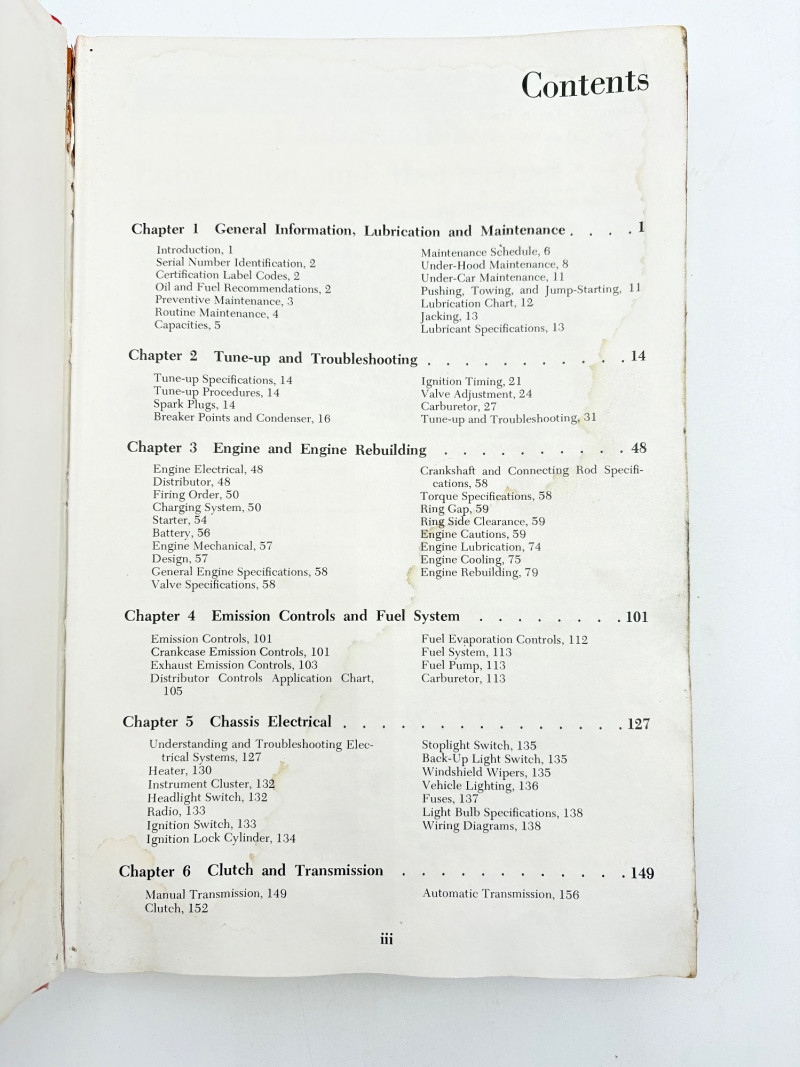 Contents
Chapter 1 General Information, Lubrication and Maintenance . . . . 1
Introduction, 1
Serial Number Identification, 2
Certification Label Codes, 2
Oil and Fuel Recommendations, 2
Preventive Maintenance, 3
Routine Maintenance, 4
Capacities, 5
Maintenance Schedule, 6
Under-Hood Maintenance, 8
Under-Car Maintenance, 11
Pushing, Towing, and Jump-Starting, 11
Lubrication Chart, 12
Jacking, 13
Lubricant Specifications, 13
Chapter 2 Tune-up and Troubleshooting . . . . . . . . . . . 14
Tune-up Specifications, 14
Tune-up Procedures, 14
Spark Plugs, 14
Breaker Points and Condenser, 16
Ignition Timing, 21
Valve Adjustment, 24
Carburetor, 27
Tune-up and Troubleshooting, 31
Chapter 3 Engine and Engine Rebuilding . . . . . . . . . . 48
Engine Electrical, 48
Distributor, 48
Firing Order, 50
Charging System, 50
Starter, 54
Battery, 56
Engine Mechanical, 57
Design, 57
General Engine Specifications, 58
Valve Specifications, 58
Crankshaft and Connecting Rod Specifi-
cations, 58
Torque Specifications, 58
Ring Gap, 59
Ring Side Clearance, 59
Engine Cautions, 59
Engine Lubrication, 74
Engine Cooling, 75
Engine Rebuilding, 79
Chapter 4 Emission Controls and Fuel System . . . . . . . . 101
Emission Controls, 101
Crankcase Emission Controls, 101
Exhaust Emission Controls, 103
Distributor Controls Application Chart,
105
Fuel Evaporation Controls, 112
Fuel System, 113
Fuel Pump, 113
Carburetor, 113
Chapter 5 Chassis Electrical . . . . . . . . . . . . . . . 127
Understanding and Troubleshooting Elec-
trical Systems, 127
Heater, 130
Instrument Cluster, 132
Headlight Switch, 132
Radio, 133
Ignition Switch, 133
Ignition Lock Cylinder, 134
Stoplight Switch, 135
Back-Up Light Switch, 135
Windshield Wipers, 135
Vehicle Lighting, 136
Fuses, 137
Light Bulb Specifications, 138
Wiring Diagrams, 138
Chapter 6 Clutch and Transmission . . . . . . . . . . . . 149
Manual Transmission, 149
Clutch, 152
Automatic Transmission, 156
iii